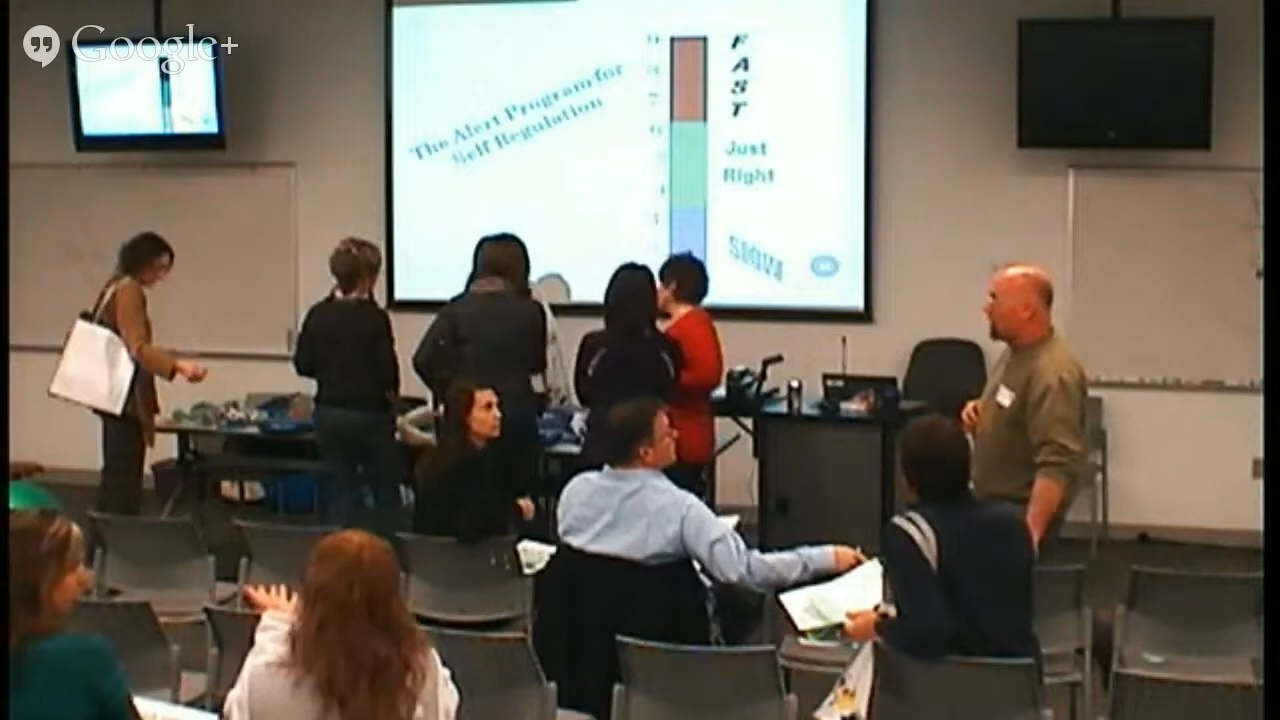 Google+
The Alert Program for
Self Regulation
FAST
Just
Right
SLOW